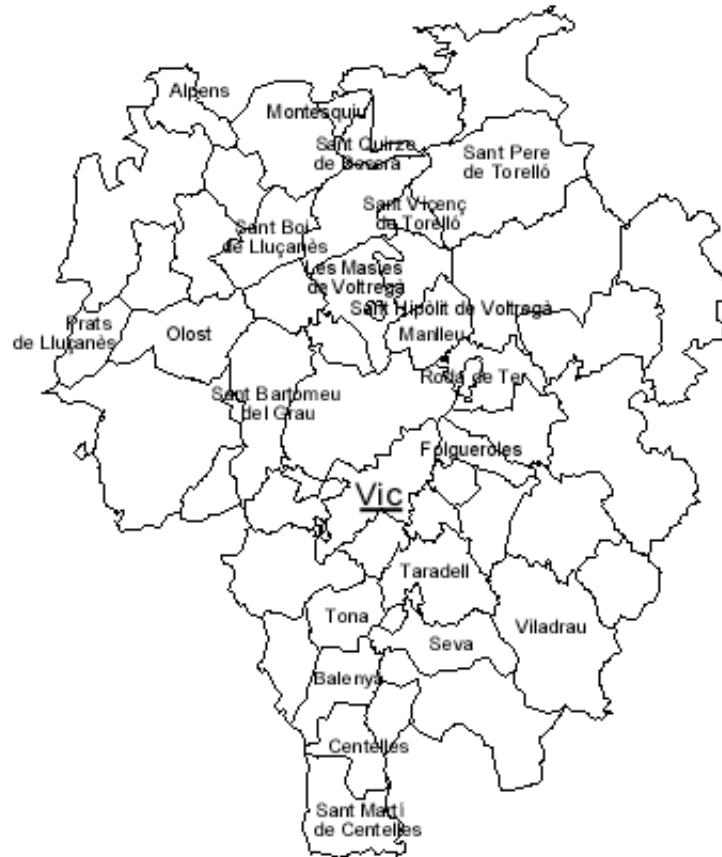 Alpens
Montesquiu
Sant Quirze
de Besora
Sant Pere
de Torelló
Sant Vicenç
de Torelló
Sant Boi
de Lluçanès
Les Masies
de Voltregà
Sant Hipòlit de Voltregà
Prats
de Lluçanès
Olost
Manlleu
Roda de Ter
Sant Bartomeu
del Grau
Folgueroles
Vic
Taradell
Tona
Viladrau
Seva
Balenyà
Centelles
Sant Martí
de Centelles